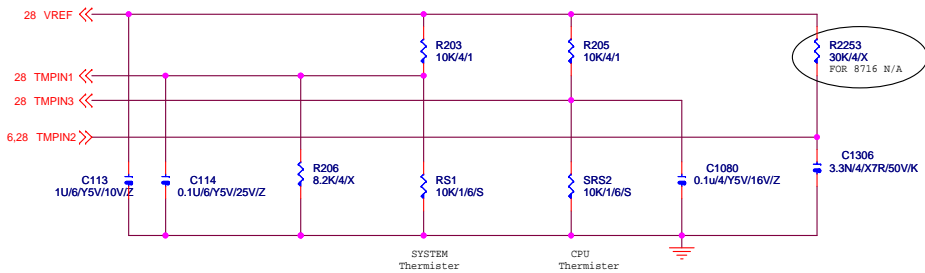 28 VREF
R203
10K/4/1
R205
10K/4/1
R2253
30K/4/X
FOR 8716 N/A
28 TMPIN1
28 TMPIN3
6,28 TMPIN2
C113
1U/6/Y5V/10V/Z
C114
0.1U/6/Y5V/25V/Z
R206
8.2K/4/X
RS1
10K/1/6/S
SRS2
10K/1/6/S
C1080
0.1u/4/Y5V/16V/Z
C1306
3.3N/4/X7R/50V/K
SYSTEM
Thermister
CPU
Thermister